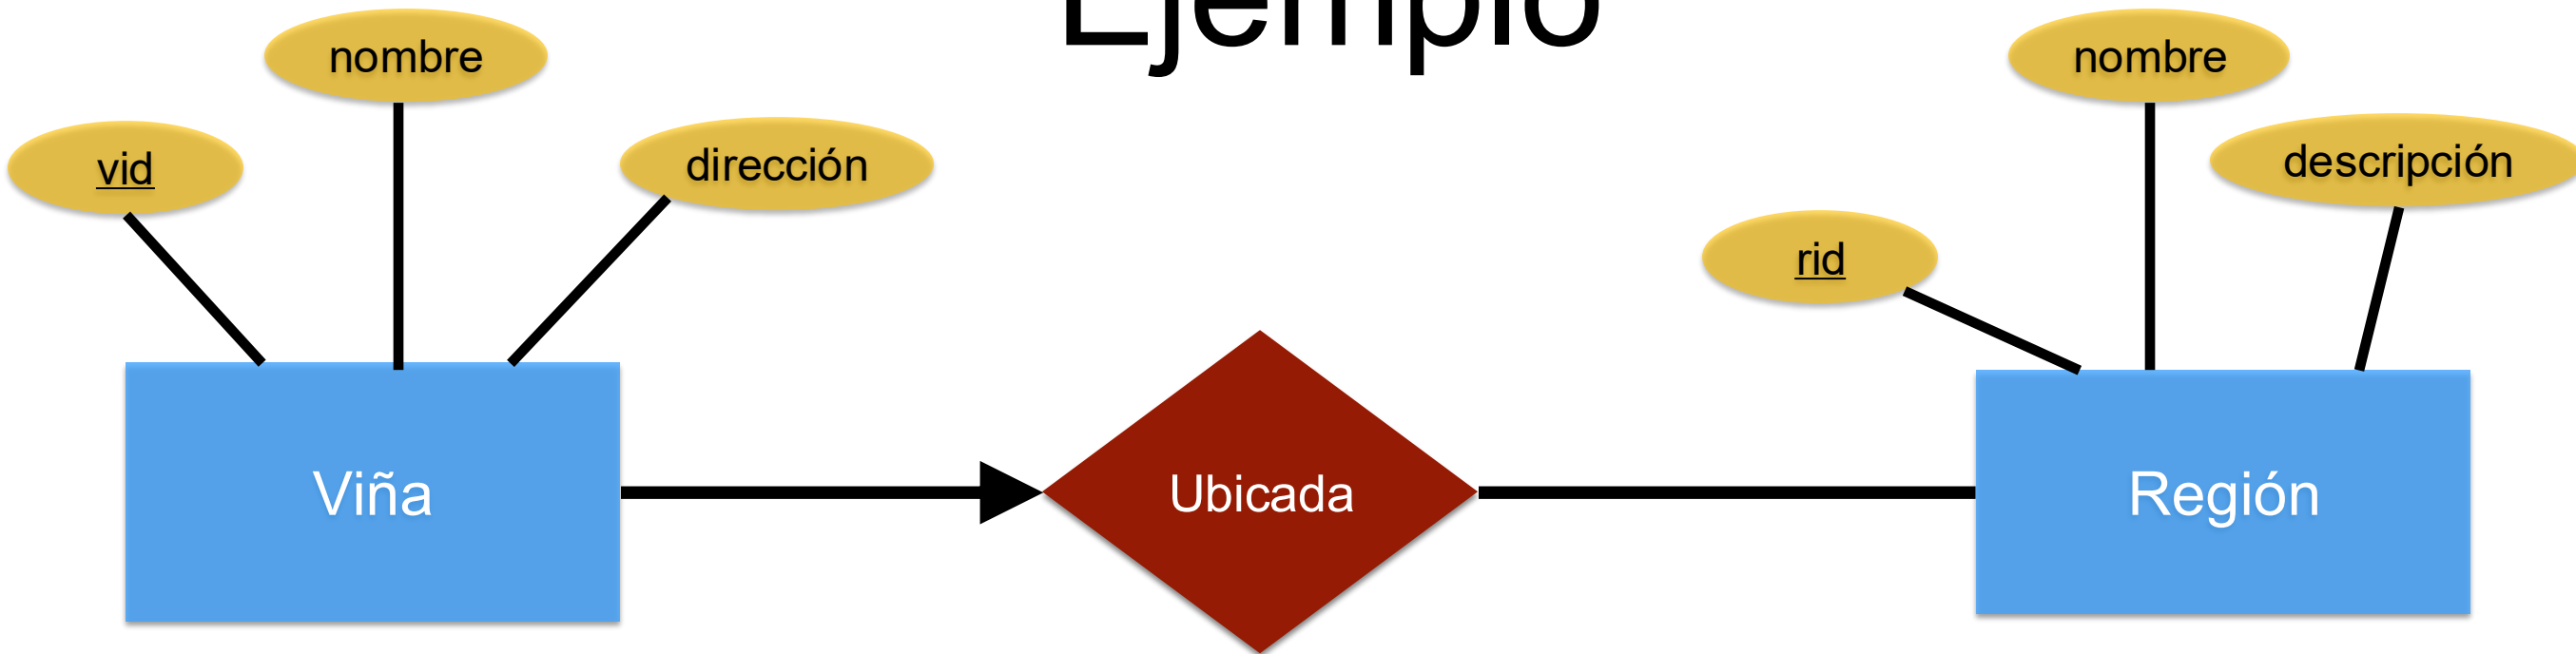 Ejemplo
nombre
nombre
vid
dirección
descripción
rid
Viña
Ubicada
Región